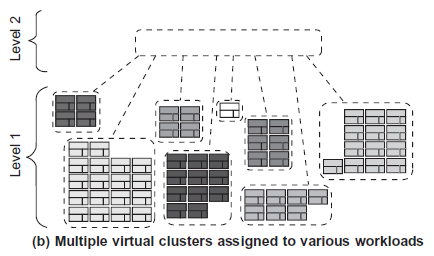 Level 2
Level 1
(b) Multiple virtual clusters assigned to various workloads